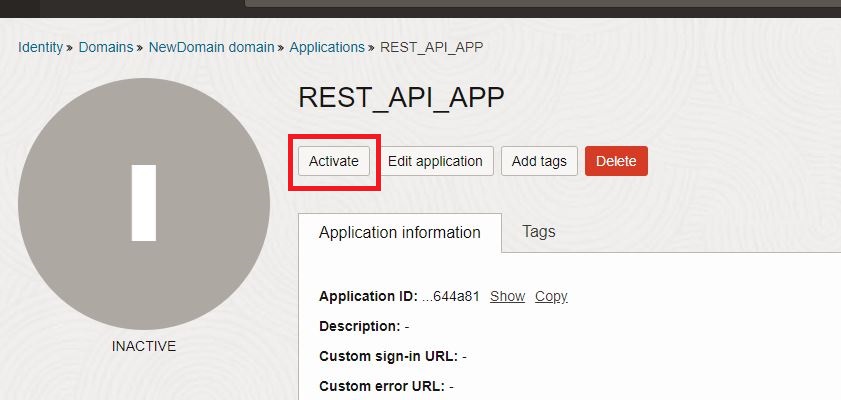 Identity » Domains » NewDomain domain » Applications » REST_API_APP
REST_API_APP
Activate Edit application Add tags Delete
I
Application information Tags
Application ID: ...644a81 Show Copy
INACTIVE
Description: -
Custom sign-in URL: -
Custom error URL: -